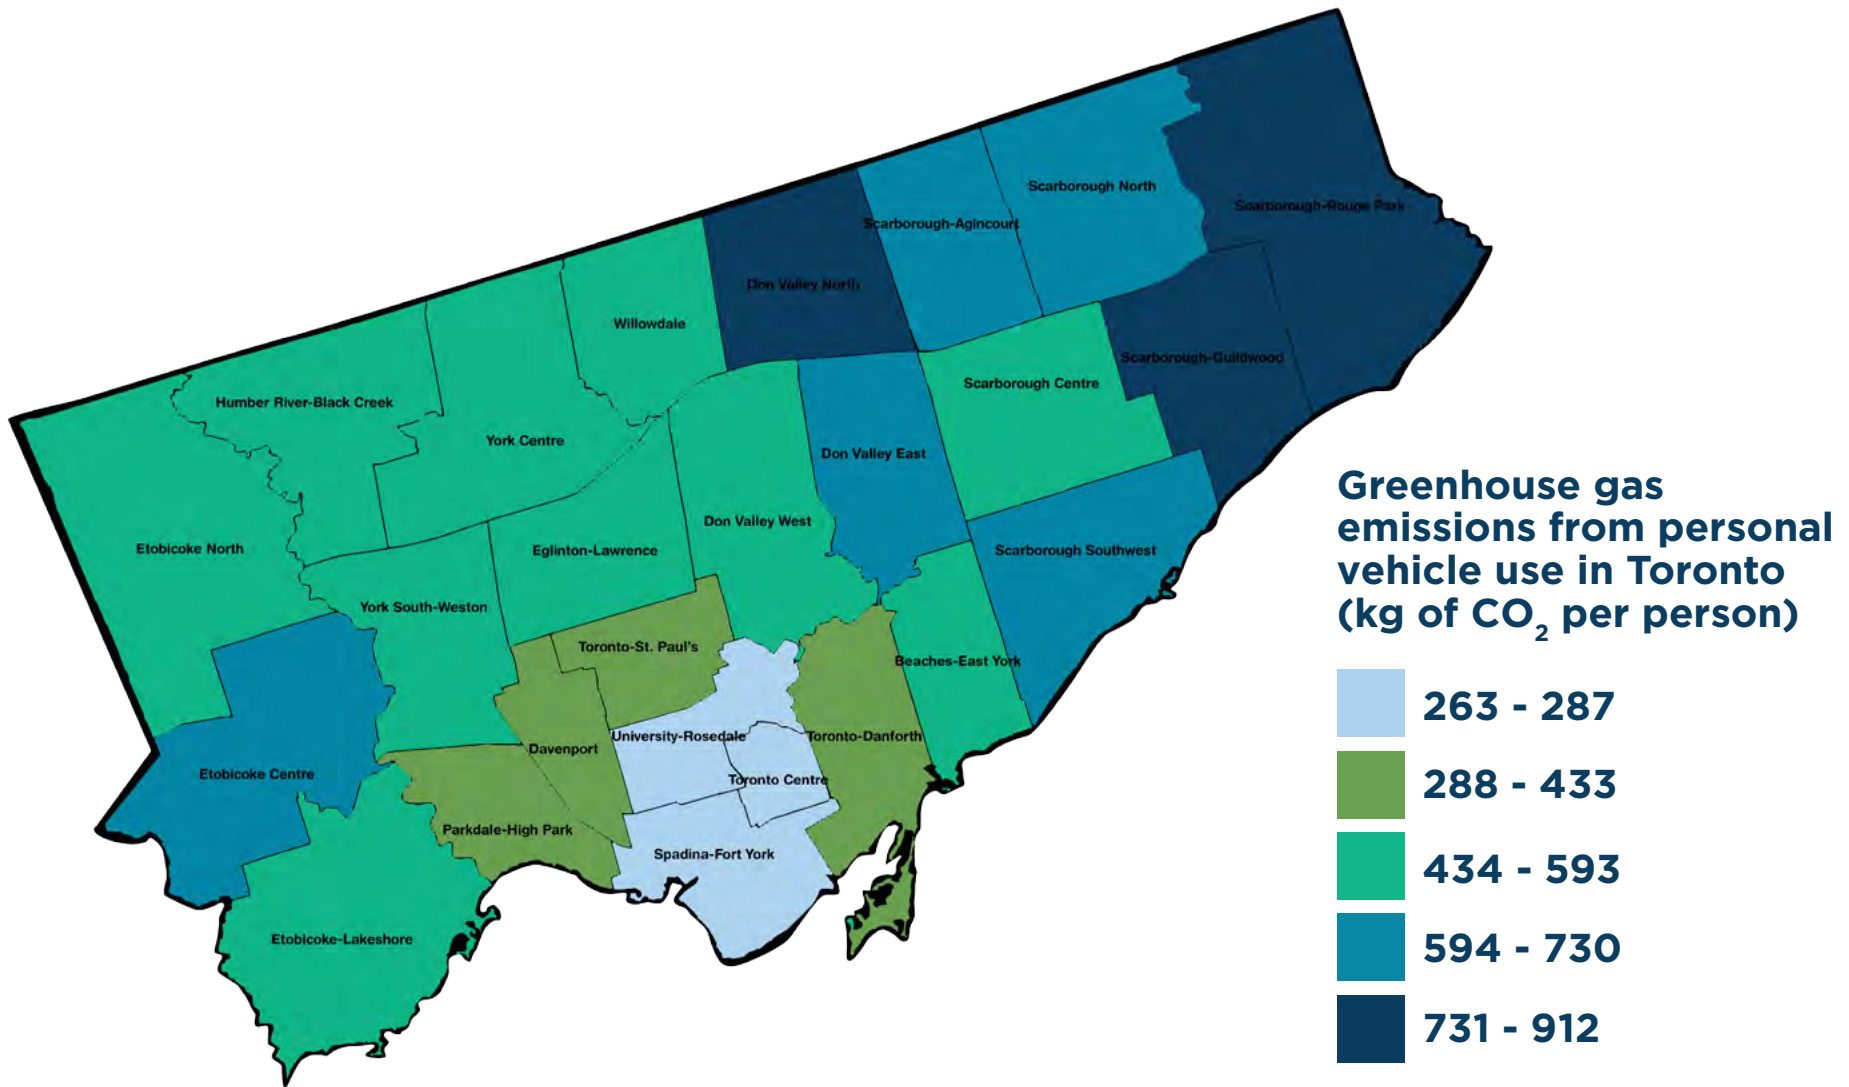 Scarborough North
Scarborough-Rouge Park
Scarborough-Agincourt
Don Valley North
Willowdale
Scarborough-Guildwood
Scarborough Centre
Humber River-Black Creek
York Centre
Don Valley East
Don Valley West
Etobicoke North
Eglinton-Lawrence
Scarborough Southwest
York South-Weston
Toronto-St. Paul's
Beaches-East York
University-Rosedale
Toronto-Danforth
Davenport
Etobicoke Centre
Toronto Centre
Parkdale-High Park
Spadina-Fort York
Etobicoke-Lakeshore
Greenhouse gas
emissions from personal
vehicle use in Toronto
(kg of CO₂ per person)
263 - 287
288 - 433
434 - 593
594 - 730
731 - 912